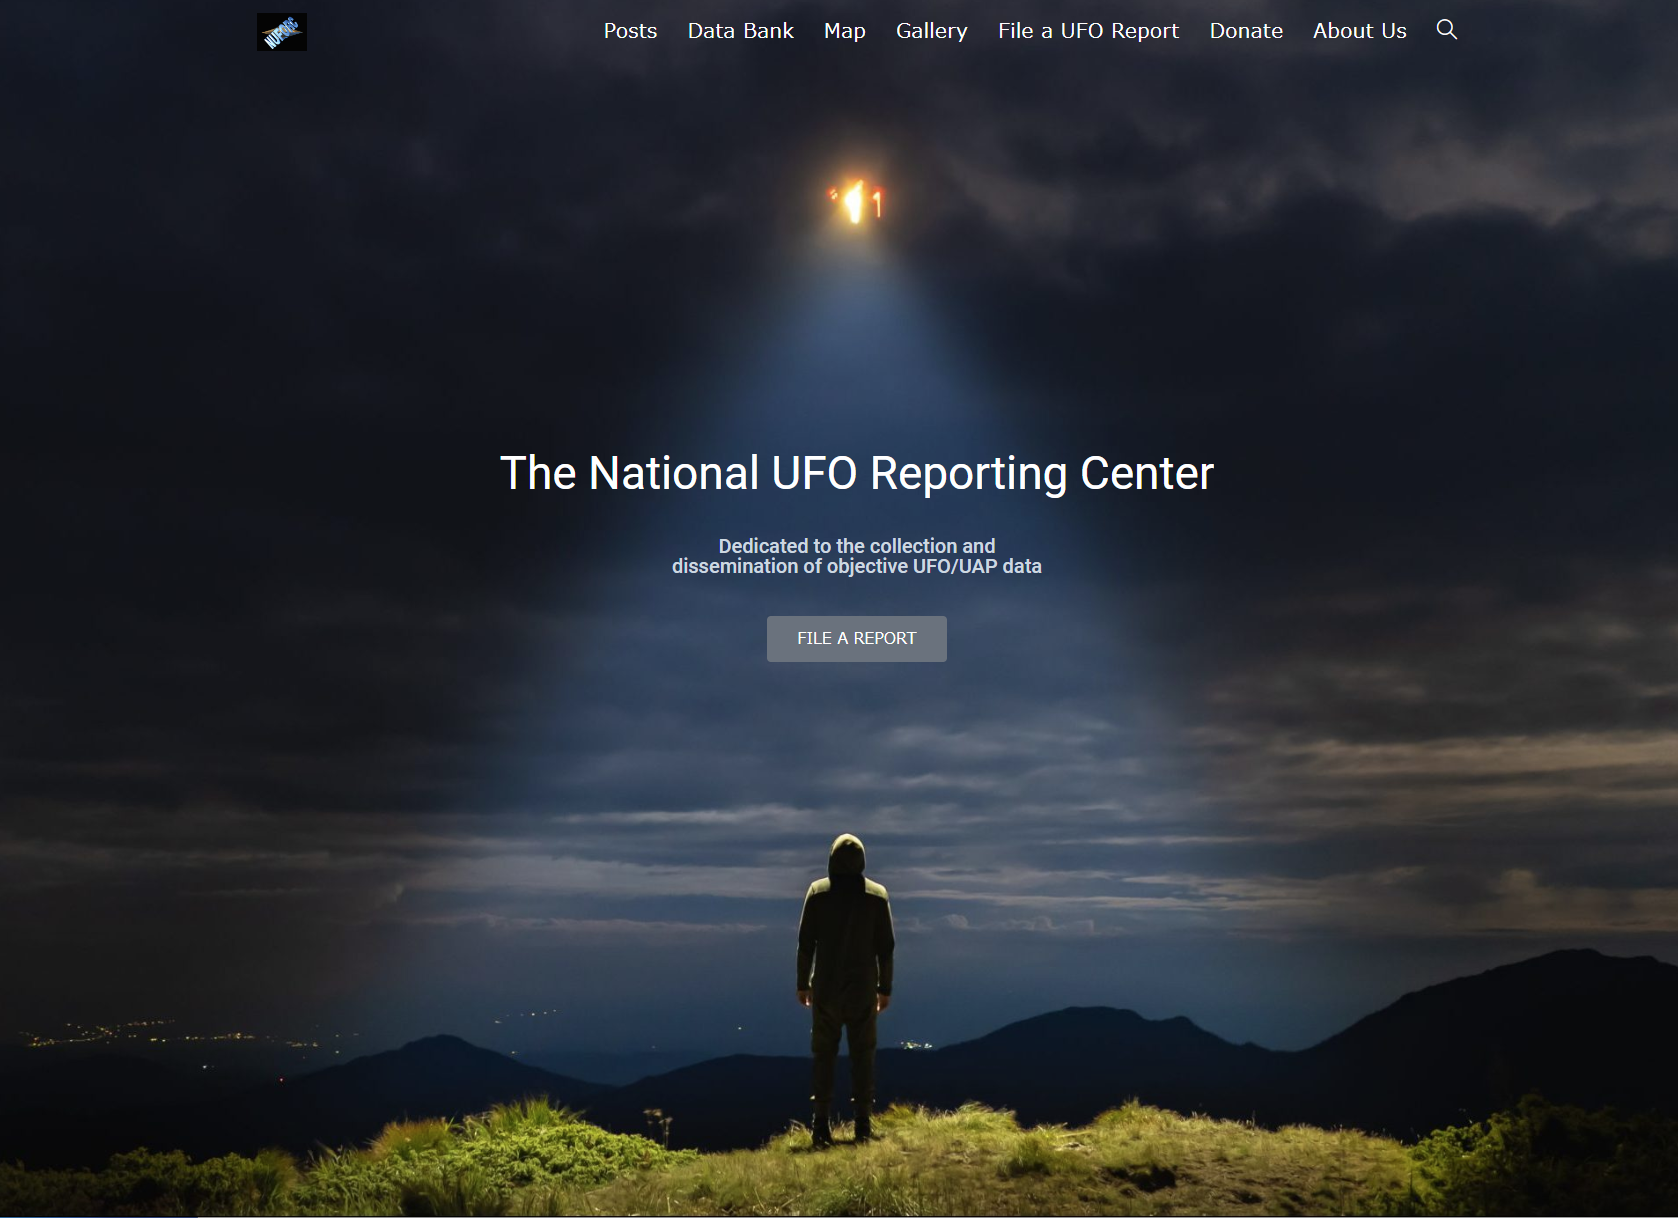 NUFORC
Posts
Data Bank
Map
Gallery
File a UFO Report
Donate
About Us
The National UFO Reporting Center
Dedicated to the collection and
dissemination of objective UFO/UAP data
FILE A REPORT